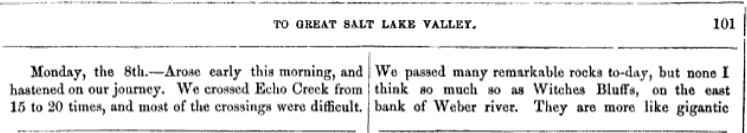 TO GREAT SALT LAKE VALLEY. 101
Monday, the 8th.—Arose early this morning, and
hastened on our journey. We crossed Echo Creek from
15 to 20 times, and most of the crossings were difficult.
We passed many remarkable rocks to-day, but none I
think so much so as Witches Bluffs, on the east
bank of Weber river. They are more like gigantic